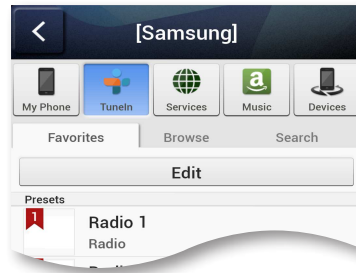 [Samsung]
My Phone TuneIn Services Music Devices
Favorites Browse Search
Edit
Presets
1
Radio 1
Radio